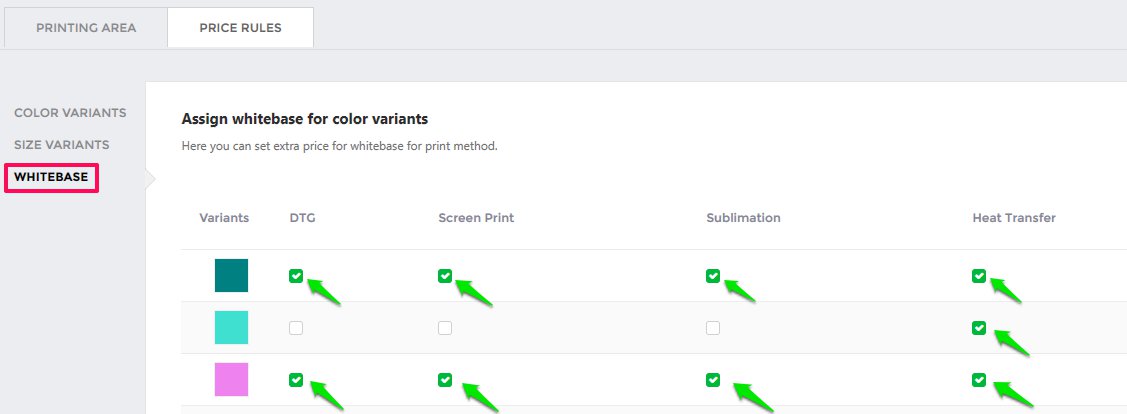 PRINTING AREA
PRICE RULES
COLOR VARIANTS
SIZE VARIANTS
WHITEBASE
Assign whitebase for color variants
Here you can set extra price for whitebase for print method.
Variants DTG Screen Print Sublimation Heat Transfer